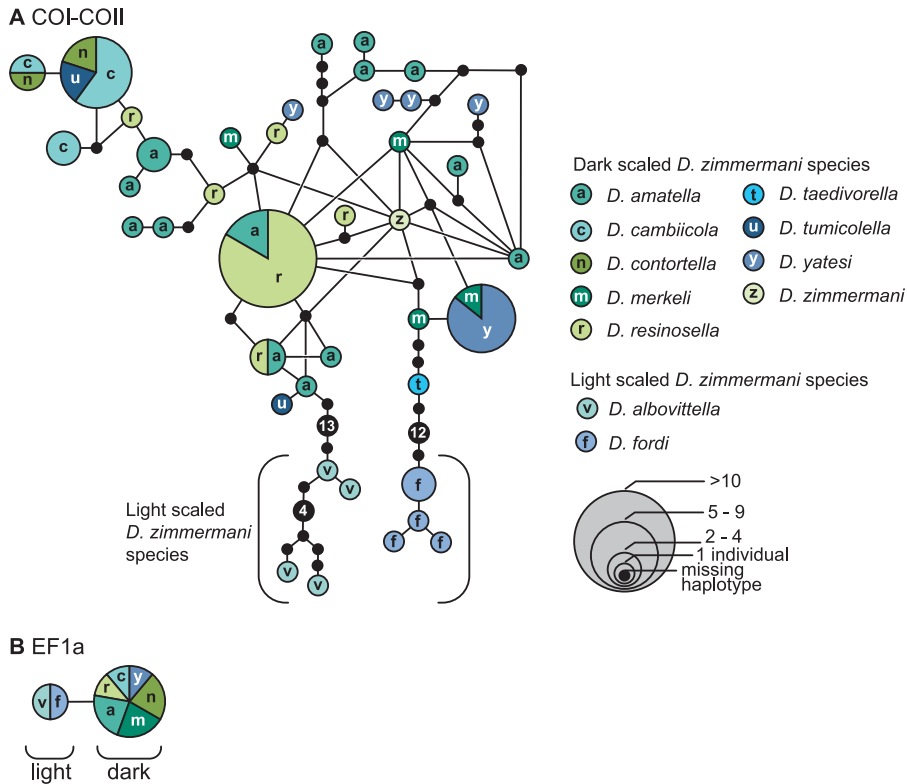 A COI-COII
a
a
n
c
a
a
c
u
n
y
y
y
y
r
r
m
m
c
a
a
a
r
a
r
z
a
a
a
a
r
m
m
y
r
a
a
a
t
u
13
12
v
f
v
4
f
f
f
v
v
Light scaled
D. zimmermani
species
Dark scaled D. zimmermani species
a D. amatella
t D. taedivorella
c D. cambiicola
u D. tumicolella
n D. contortella
y D. yatesi
m D. merkeli
z D. zimmermani
r D. resinosella
Light scaled D. zimmermani species
v D. albovittella
f D. fordi
>10
5 - 9
2 - 4
1 individual
missing
haplotype
B EF1a
v f
r c y
n
a
m
light dark